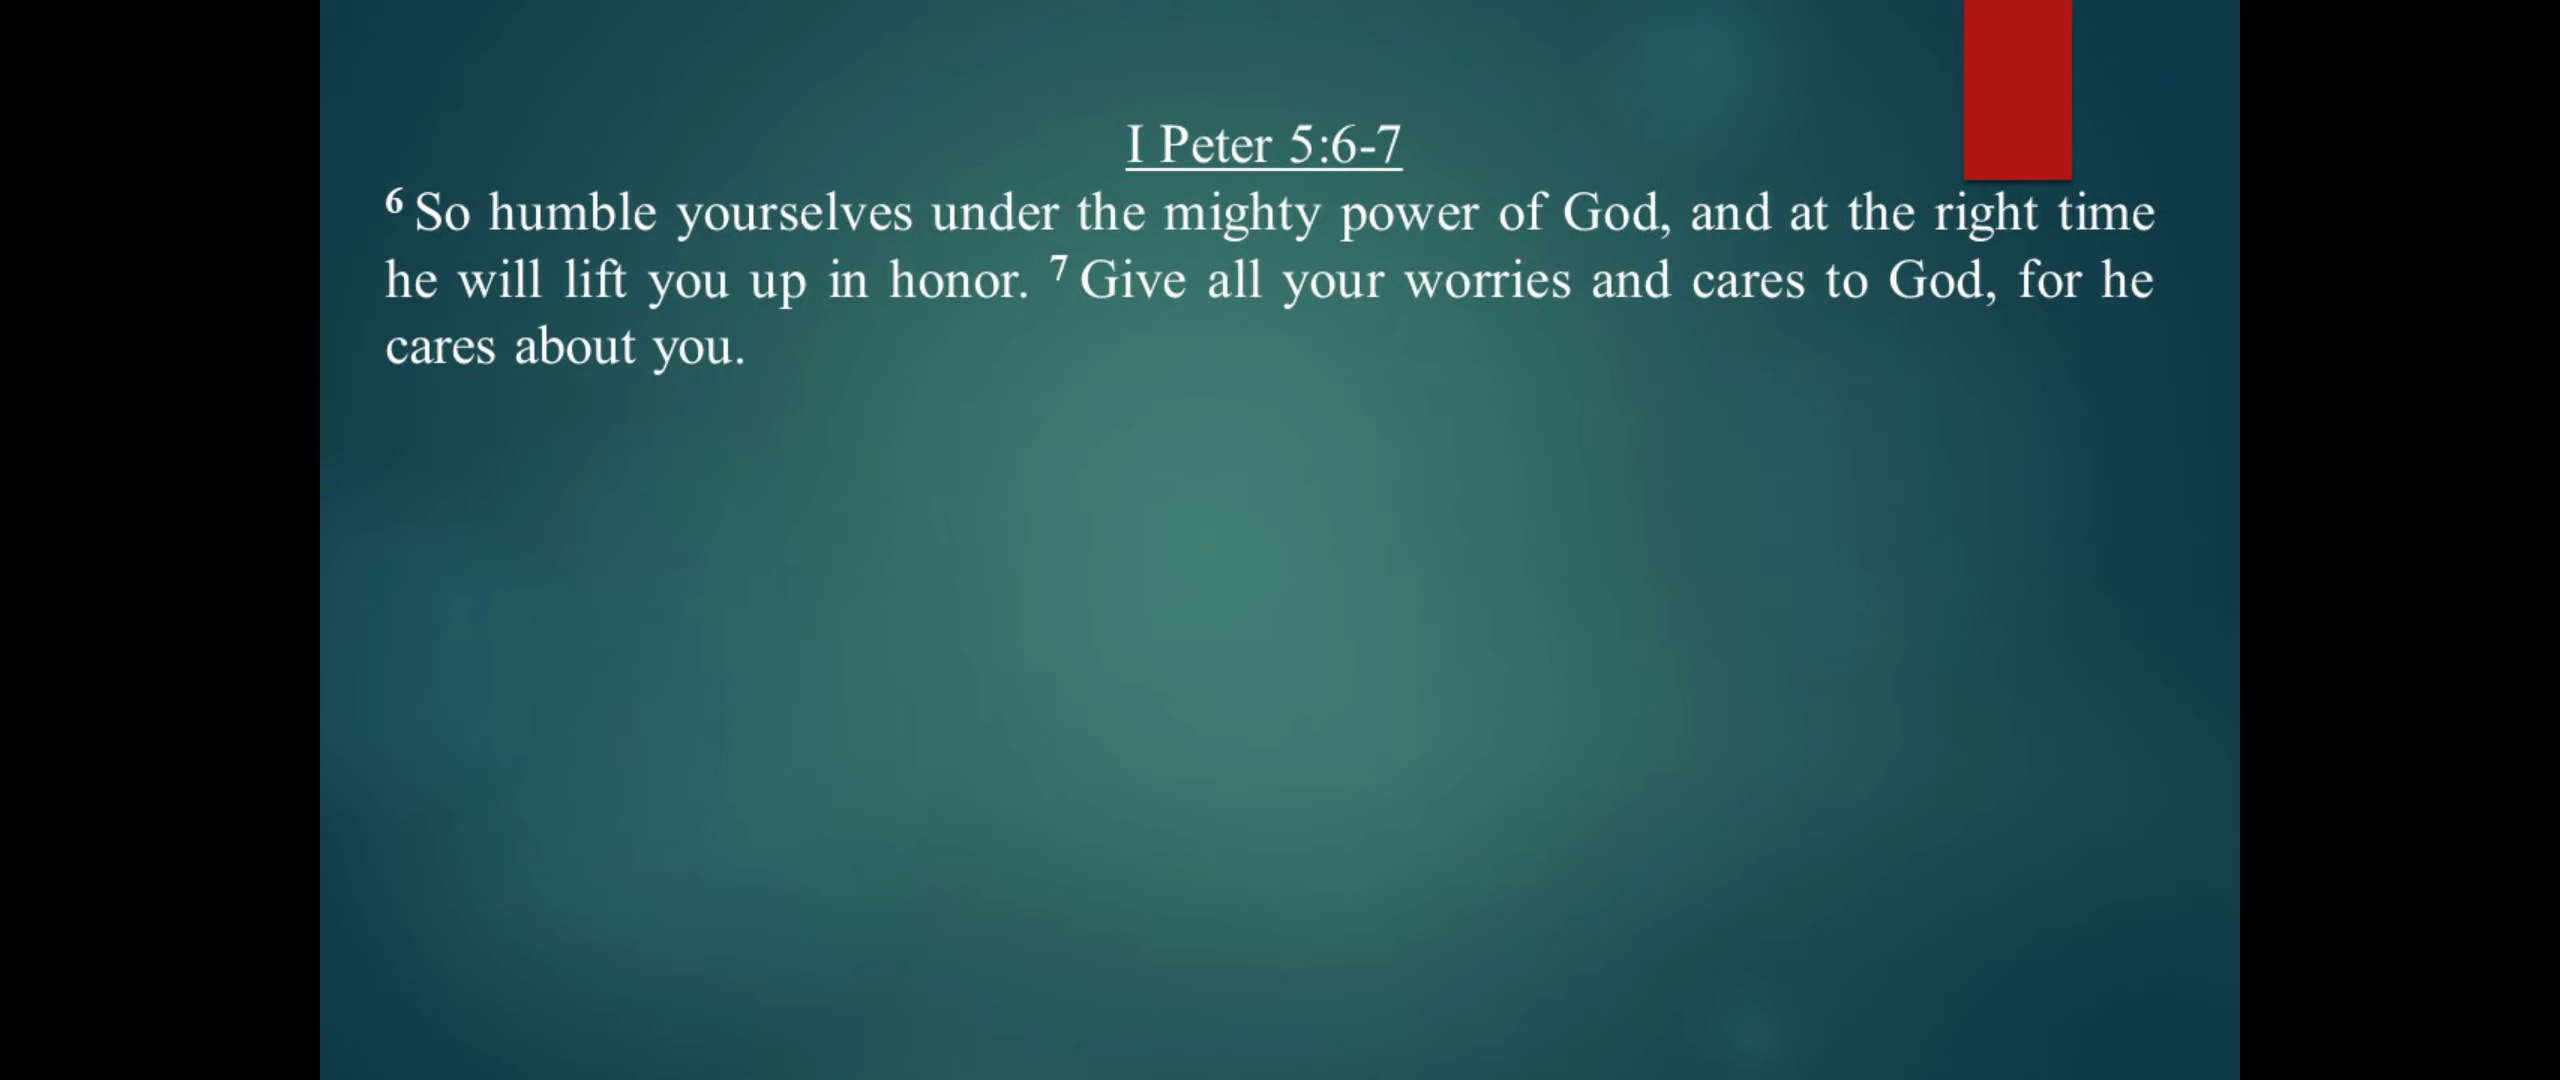 I Peter 5:6-7
6 So humble yourselves under the mighty power of God, and at the right time
he will lift you up in honor. 7 Give all your worries and cares to God, for he
cares about you.